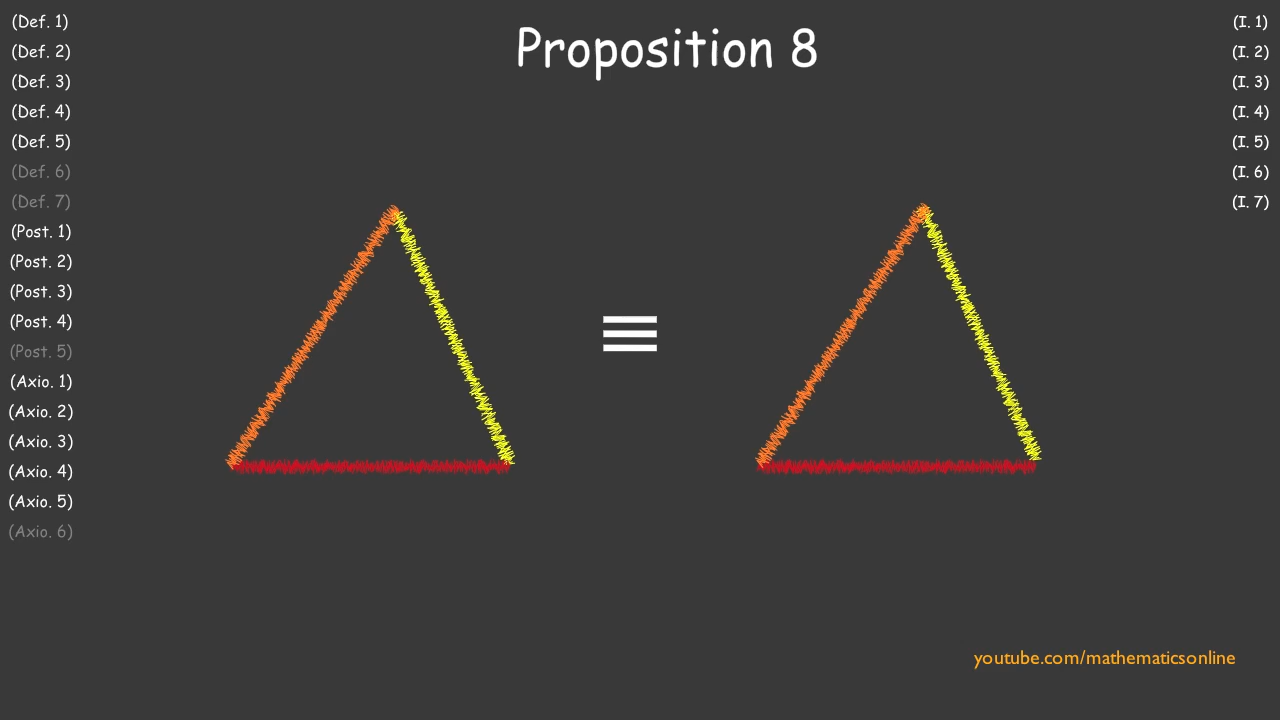 Proposition 8
(Def. 1)
(Def. 2)
(Def. 3)
(Def. 4)
(Def. 5)
(Def. 6)
(Def. 7)
(Post. 1)
(Post. 2)
(Post. 3)
(Post. 4)
(Post. 5)
(Axio. 1)
(Axio. 2)
(Axio. 3)
(Axio. 4)
(Axio. 5)
(Axio. 6)
≡
(I. 1)
(I. 2)
(I. 3)
(I. 4)
(I. 5)
(I. 6)
(I. 7)
youtube.com/mathematicsonline